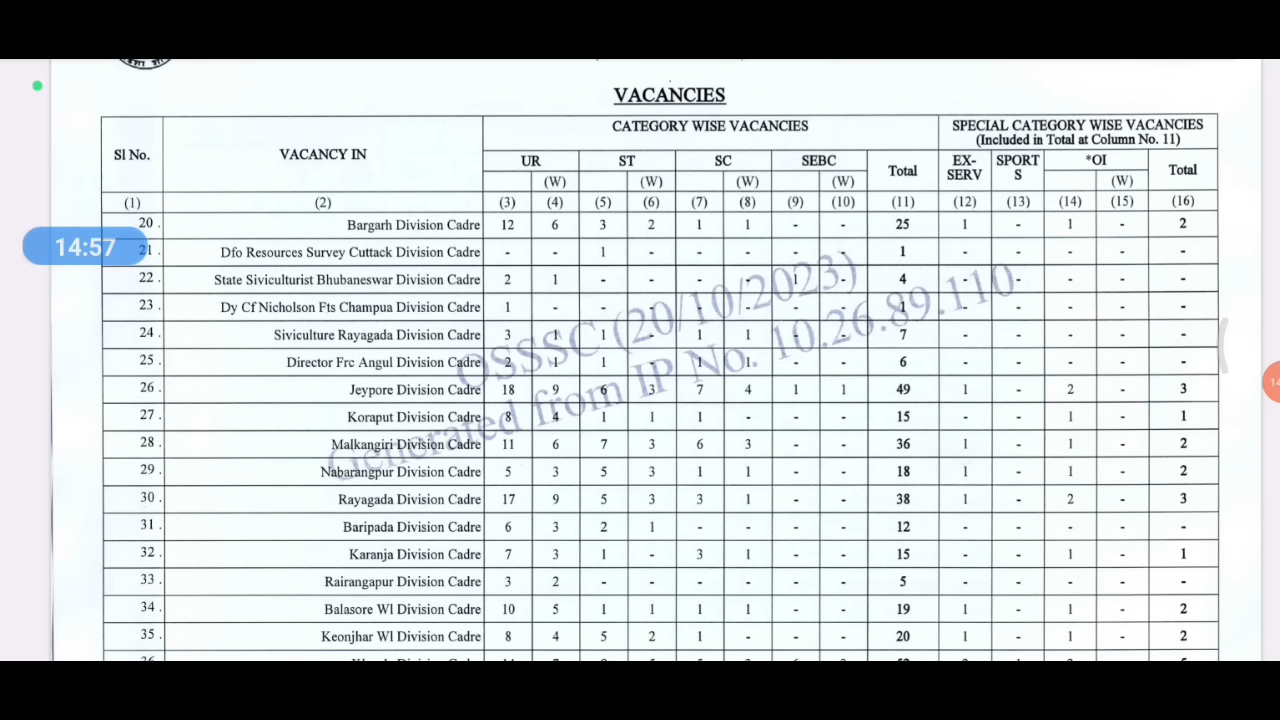 VACANCIES
Sl No. VACANCY IN CATEGORY WISE VACANCIES SPECIAL CATEGORY WISE VACANCIES
(Included in Total at Column No. 11)
UR ST SC SEBC Total EX-SERV SPORTS *OI Total
(W) (W) (W) (W) (W)
(1) (2) (3) (4) (5) (6) (7) (8) (9) (10) (11) (12) (13) (14) (15) (16)
20 . Bargarh Division Cadre 12 6 3 2 1 1 - - 25 1 - 1 - 2
14:57
21 . Dfo Resources Survey Cuttack Division Cadre - - 1 - - - - - 1 - - - - -
22 . State Siviculturist Bhubaneswar Division Cadre 2 1 - - - - 1 - 4 - - - - -
23 . Dy Cf Nicholson Fts Champua Division Cadre 1 - - - - - - - 1 - - - - -
24 . Siviculture Rayagada Division Cadre 3 1 1 - 1 1 - - 7 - - - - -
25 . Director Frc Angul Division Cadre 2 1 1 - 1 1 - - 6 - - - - -
26 . Jeypore Division Cadre 18 9 6 3 7 4 1 1 49 1 - 2 - 3
27 . Koraput Division Cadre 8 4 1 1 1 - - - 15 - - 1 - 1
28 . Malkangiri Division Cadre 11 6 7 3 6 3 - - 36 1 - 1 - 2
29 . Nabarangpur Division Cadre 5 3 5 3 1 1 - - 18 1 - 1 - 2
30 . Rayagada Division Cadre 17 9 5 3 3 1 - - 38 1 - 2 - 3
31 . Baripada Division Cadre 6 3 2 1 - - - - 12 - - - - -
32 . Karanja Division Cadre 7 3 1 - 3 1 - - 15 - - 1 - 1
33 . Rairangapur Division Cadre 3 2 - - - - - - 5 - - - - -
34 . Balasore Wl Division Cadre 10 5 1 1 1 1 - - 19 1 - 1 - 2
35 . Keonjhar Wl Division Cadre 8 4 5 2 1 - - - 20 1 - 1 - 2
OSSSC (20/10/2023)
Generated from IP No. 10.26.89.110
14